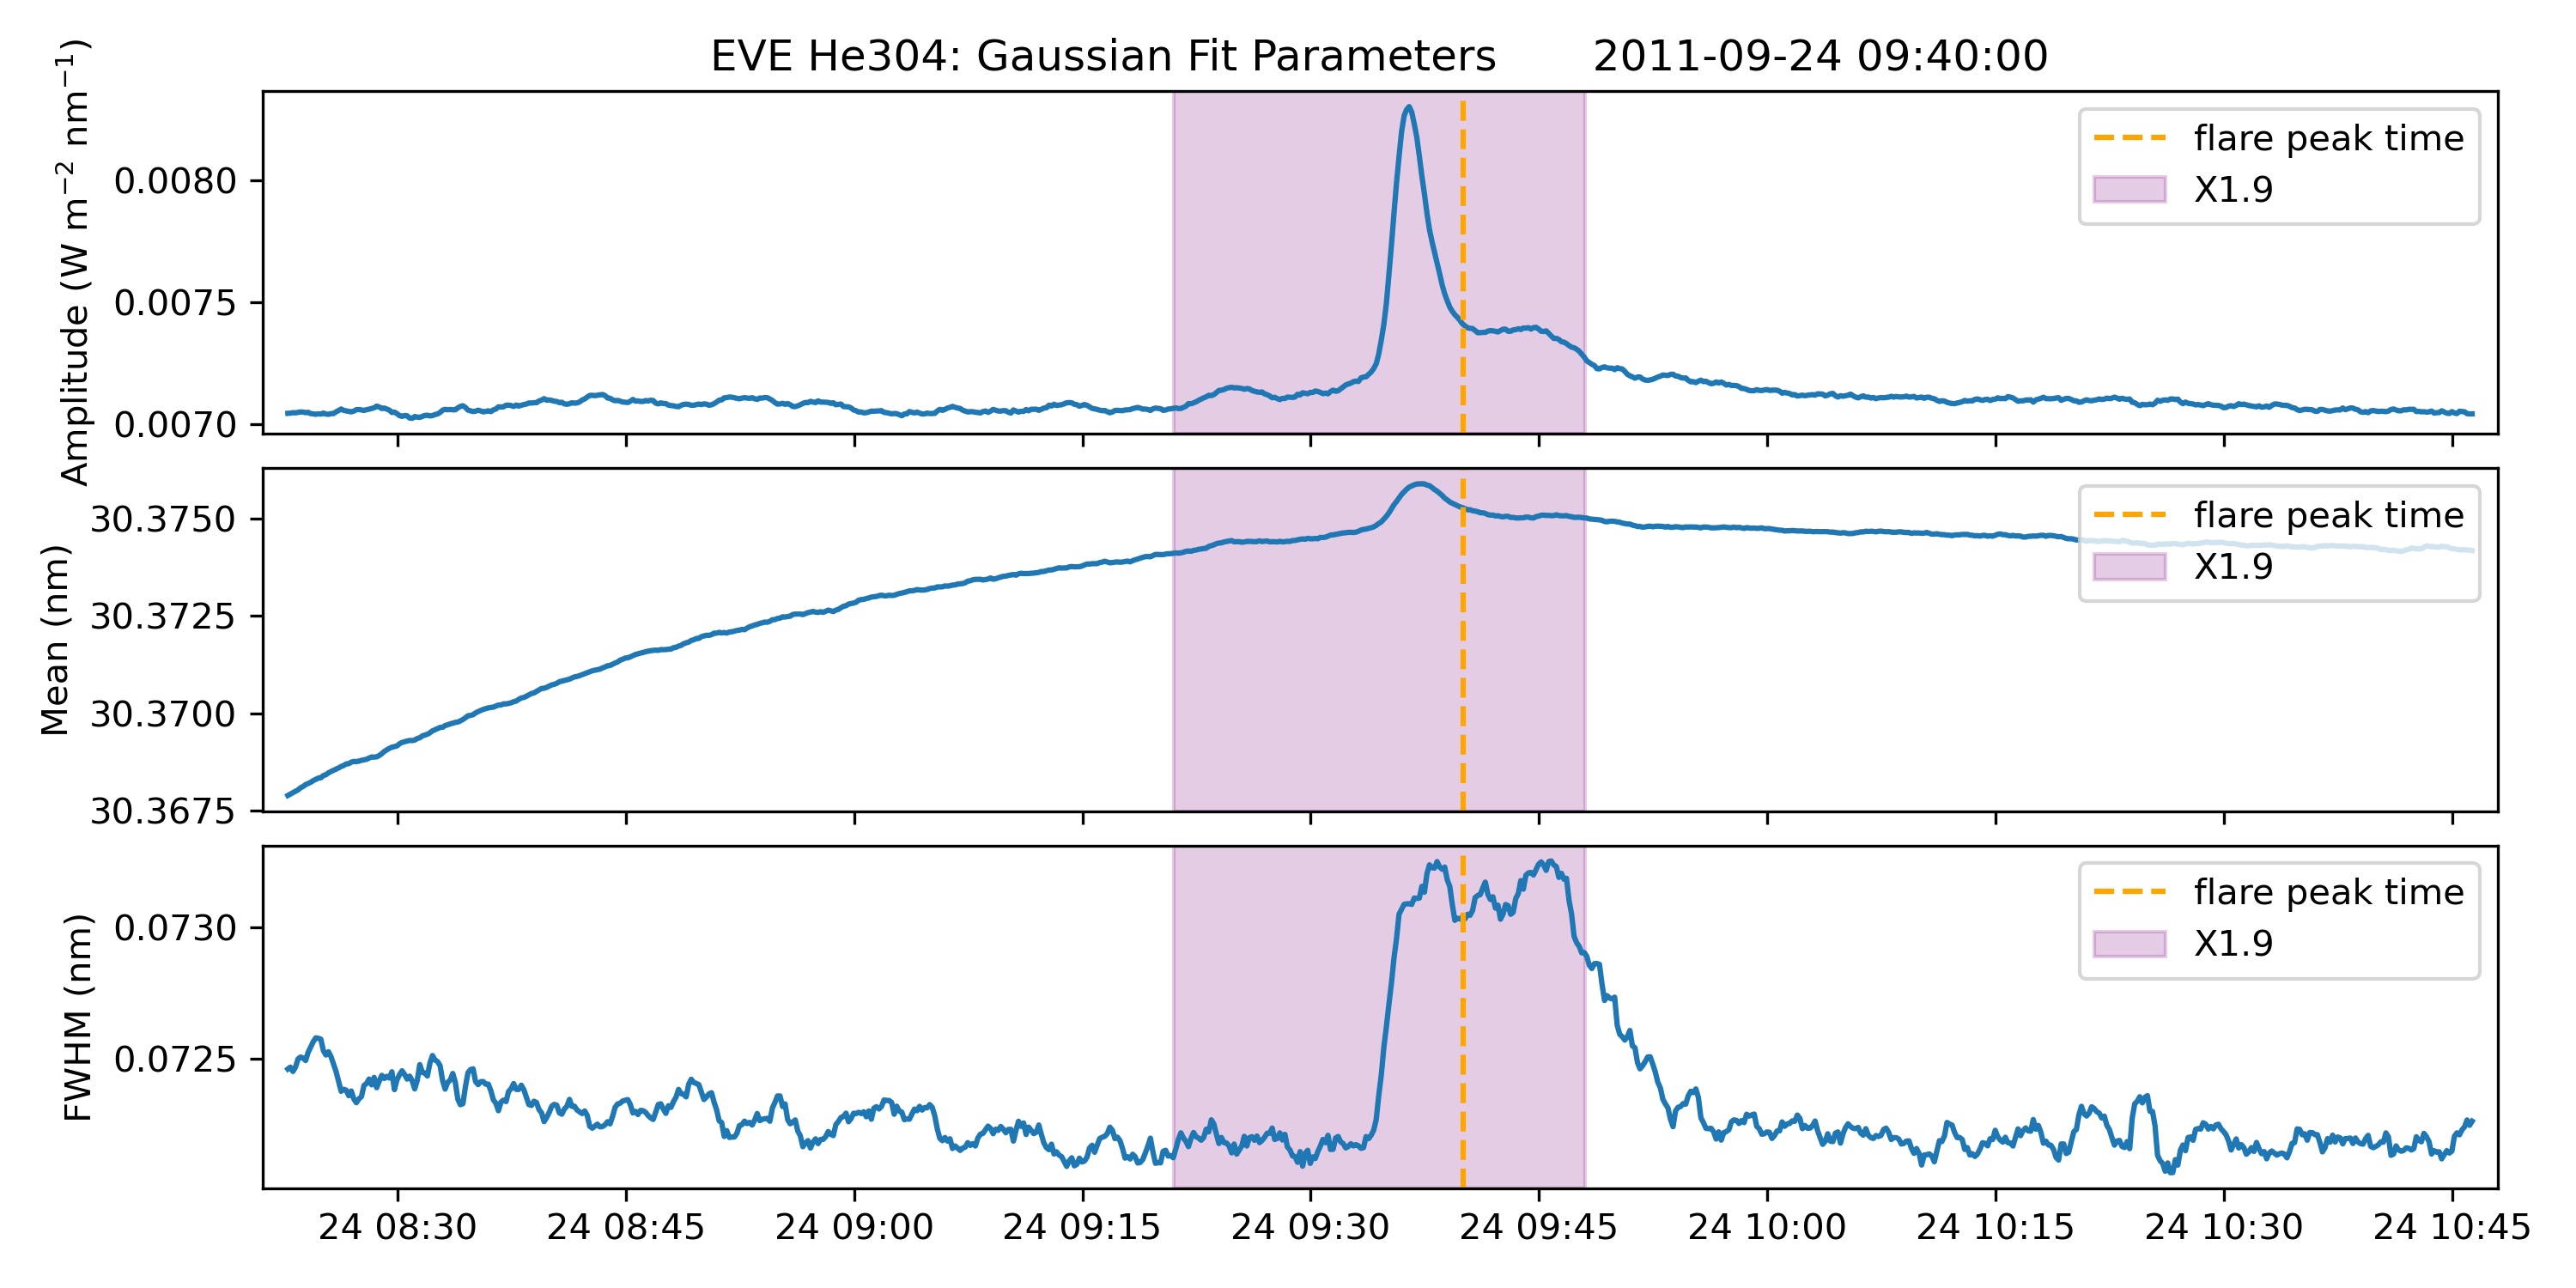 EVE He304: Gaussian Fit Parameters 2011-09-24 09:40:00
Amplitude (W m⁻² nm⁻¹)
0.0080
0.0075
0.0070
flare peak time
X1.9
Mean (nm)
30.3750
30.3725
30.3700
30.3675
flare peak time
X1.9
FWHM (nm)
0.0730
0.0725
flare peak time
X1.9
24 08:30 24 08:45 24 09:00 24 09:15 24 09:30 24 09:45 24 10:00 24 10:15 24 10:30 24 10:45